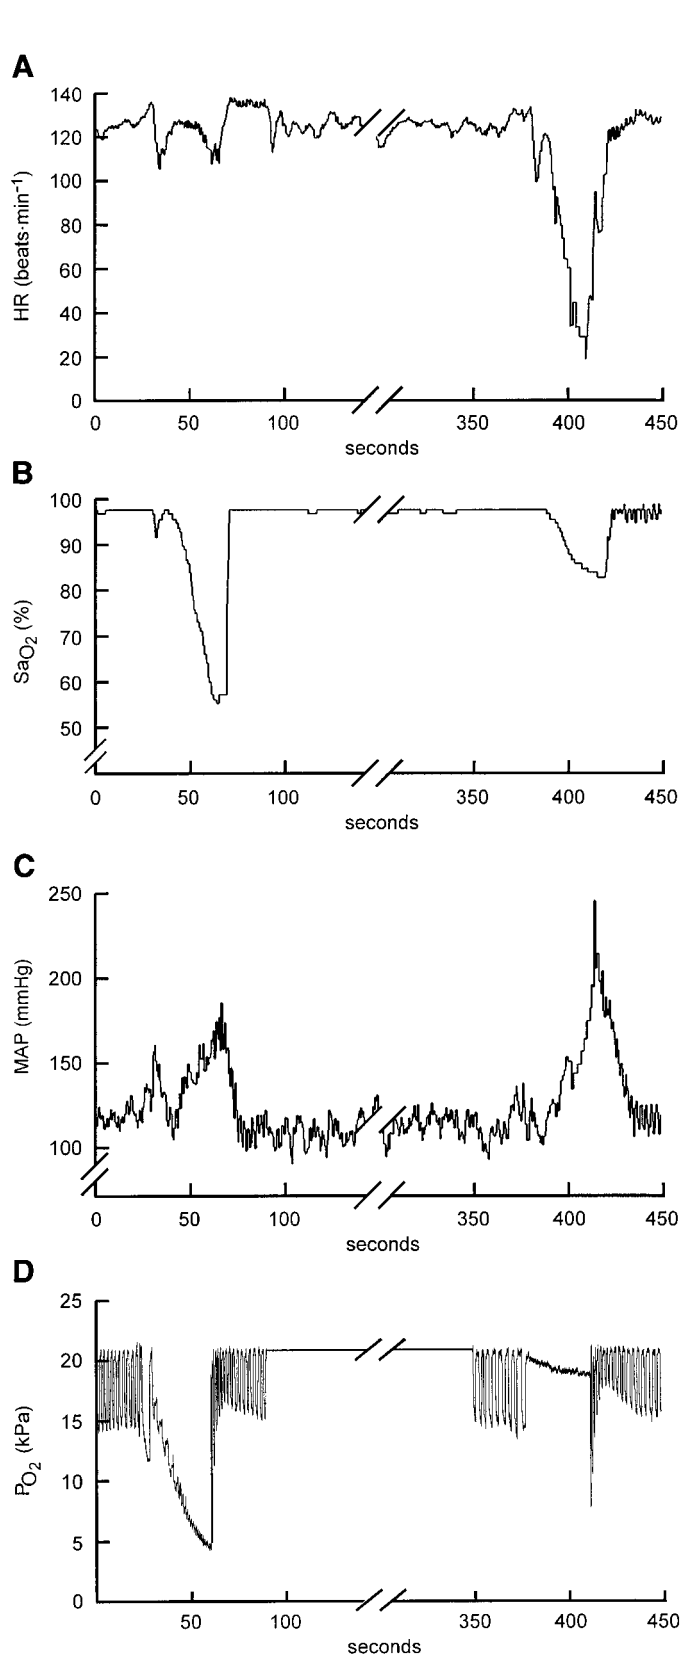 A
140
120
100
80
60
40
20
0
HR (beats·min⁻¹)
0 50 100 350 400 450
seconds
B
100
90
80
70
60
50
SaO₂ (%)
0 50 100 350 400 450
seconds
C
250
200
150
100
MAP (mmHg)
0 50 100 350 400 450
seconds
D
25
20
15
10
5
0
PO₂ (kPa)
50 100 350 400 450
seconds